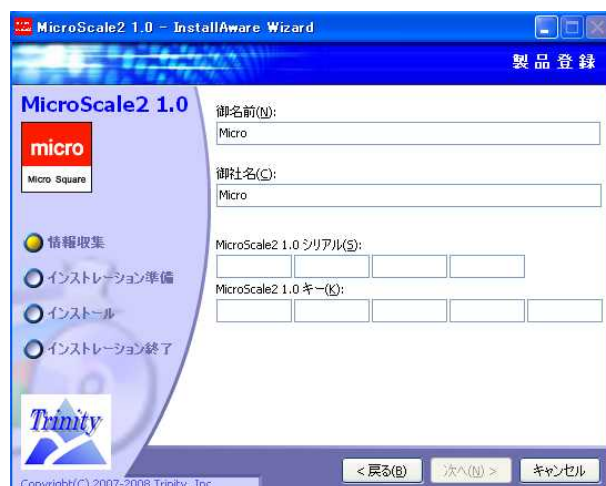 MicroScale2 1.0 - InstallAware Wizard
製品登録
MicroScale2 1.0
micro
Micro Square
情報収集
インストレーション準備
インストール
インストレーション終了
Trinity
Copyright(C) 2007-2008 Trinity, Inc
御名前(N):
Micro
御社名(C):
Micro
MicroScale2 1.0 シリアル(S):
MicroScale2 1.0 キー(K):
< 戻る(B)
次へ(N) >
キャンセル